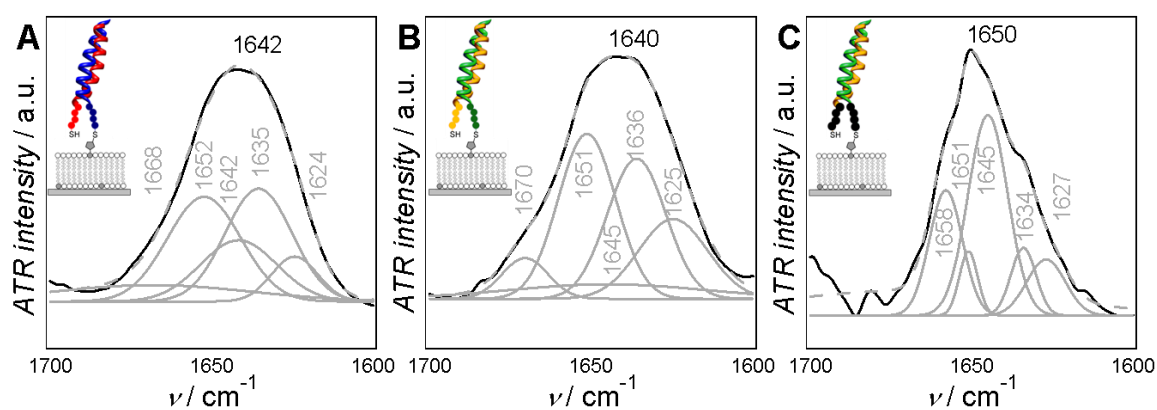 A
1642
SH S
1668
1652
1642
1635
1624
ATR intensity / a.u.
1700 1650 1600
ν / cm⁻¹
B
1640
SH S
1670
1651
1645
1636
1625
ATR intensity / a.u.
1700 1650 1600
ν / cm⁻¹
C
1650
SH S
1658
1651
1645
1634
1627
ATR intensity / a.u.
1700 1650 1600
ν / cm⁻¹